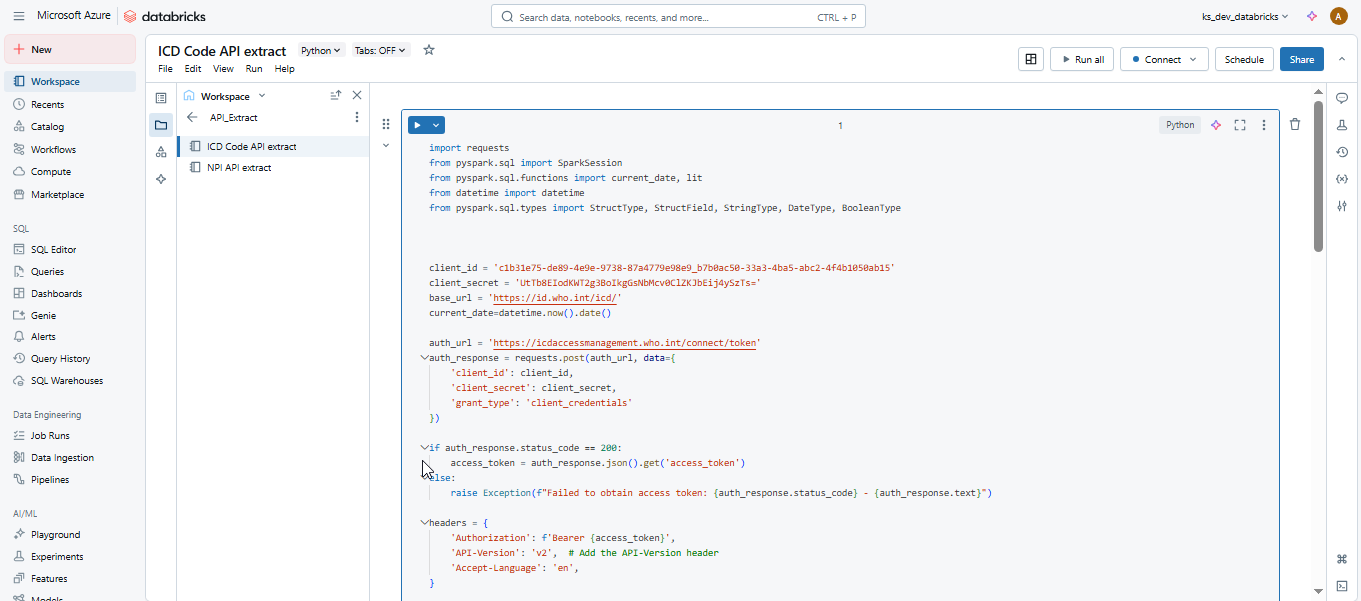 Microsoft Azure databricks
Search data, notebooks, recents, and more... CTRL + P
ks_dev_databricks A
New
Workspace
Recents
Catalog
Workflows
Compute
Marketplace
SQL
SQL Editor
Queries
Dashboards
Genie
Alerts
Query History
SQL Warehouses
Data Engineering
Job Runs
Data Ingestion
Pipelines
AI/ML
Playground
Experiments
Features
Models
ICD Code API extract Python Tabs: OFF
File Edit View Run Help
Run all Connect Schedule Share
Workspace
API_Extract
ICD Code API extract
NPI API extract
1 Python
import requests
from pyspark.sql import SparkSession
from pyspark.sql.functions import current_date, lit
from datetime import datetime
from pyspark.sql.types import StructType, StructField, StringType, DateType, BooleanType
client_id = 'c1b31e75-de89-4e9e-9738-87a4779e98e9_b7b0ac50-33a3-4ba5-abc2-4f4b1050ab15'
client_secret = 'UtTb8EIodKWT2g3BoIkgGsNbMcv0ClZKJbEij4ySzTs='
base_url = 'https://id.who.int/icd/'
current_date=datetime.now().date()
auth_url = 'https://icdaccessmanagement.who.int/connect/token'
auth_response = requests.post(auth_url, data={
'client_id': client_id,
'client_secret': client_secret,
'grant_type': 'client_credentials'
})
if auth_response.status_code == 200:
access_token = auth_response.json().get('access_token')
else:
raise Exception(f"Failed to obtain access token: {auth_response.status_code} - {auth_response.text}")
headers = {
'Authorization': f'Bearer {access_token}',
'API-Version': 'v2', # Add the API-Version header
'Accept-Language': 'en',
}